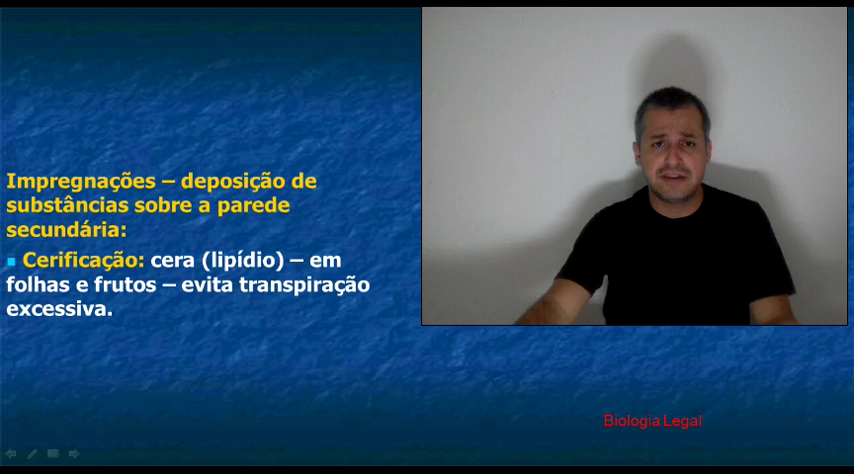 Impregnações – deposição de
substâncias sobre a parede
secundária:
Cerificação: cera (lipídio) – em
folhas e frutos – evita transpiração
excessiva.
Biologia Legal